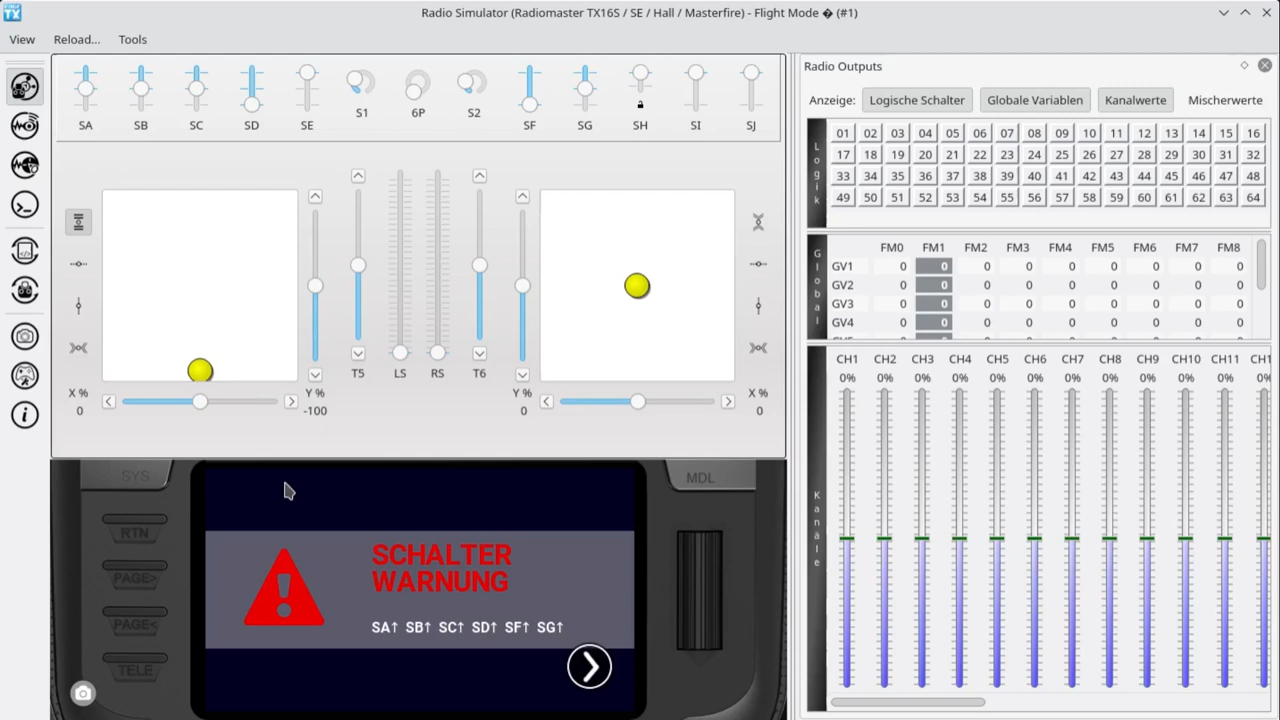 Radio Simulator (Radiomaster TX16S / SE / Hall / Masterfire) - Flight Mode � (#1)
View Reload... Tools
SA SB SC SD SE S1 6P S2 SF SG SH SI SJ
T5 LS RS T6
X % Y % Y % X %
0 -100 0 0
SYS MDL
RTN
PAGE>
PAGE<
TELE
SCHALTER
WARNUNG
SA↑ SB↑ SC↑ SD↑ SF↑ SG↑
Radio Outputs
Anzeige: Logische Schalter Globale Variablen Kanalwerte Mischerwerte
Logik
01 02 03 04 05 06 07 08 09 10 11 12 13 14 15 16
17 18 19 20 21 22 23 24 25 26 27 28 29 30 31 32
33 34 35 36 37 38 39 40 41 42 43 44 45 46 47 48
49 50 51 52 53 54 55 56 57 58 59 60 61 62 63 64
Global
FM0 FM1 FM2 FM3 FM4 FM5 FM6 FM7 FM8
GV1 0 0 0 0 0 0 0 0 0
GV2 0 0 0 0 0 0 0 0 0
GV3 0 0 0 0 0 0 0 0 0
GV4 0 0 0 0 0 0 0 0 0
Kanäle
CH1 CH2 CH3 CH4 CH5 CH6 CH7 CH8 CH9 CH10 CH11 CH1
0% 0% 0% 0% 0% 0% 0% 0% 0% 0% 0% 0%